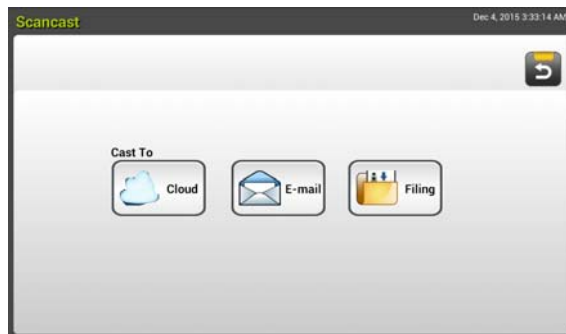 Scancast
Dec 4, 2015 3:33:14 AM
Cast To
Cloud
E-mail
Filing